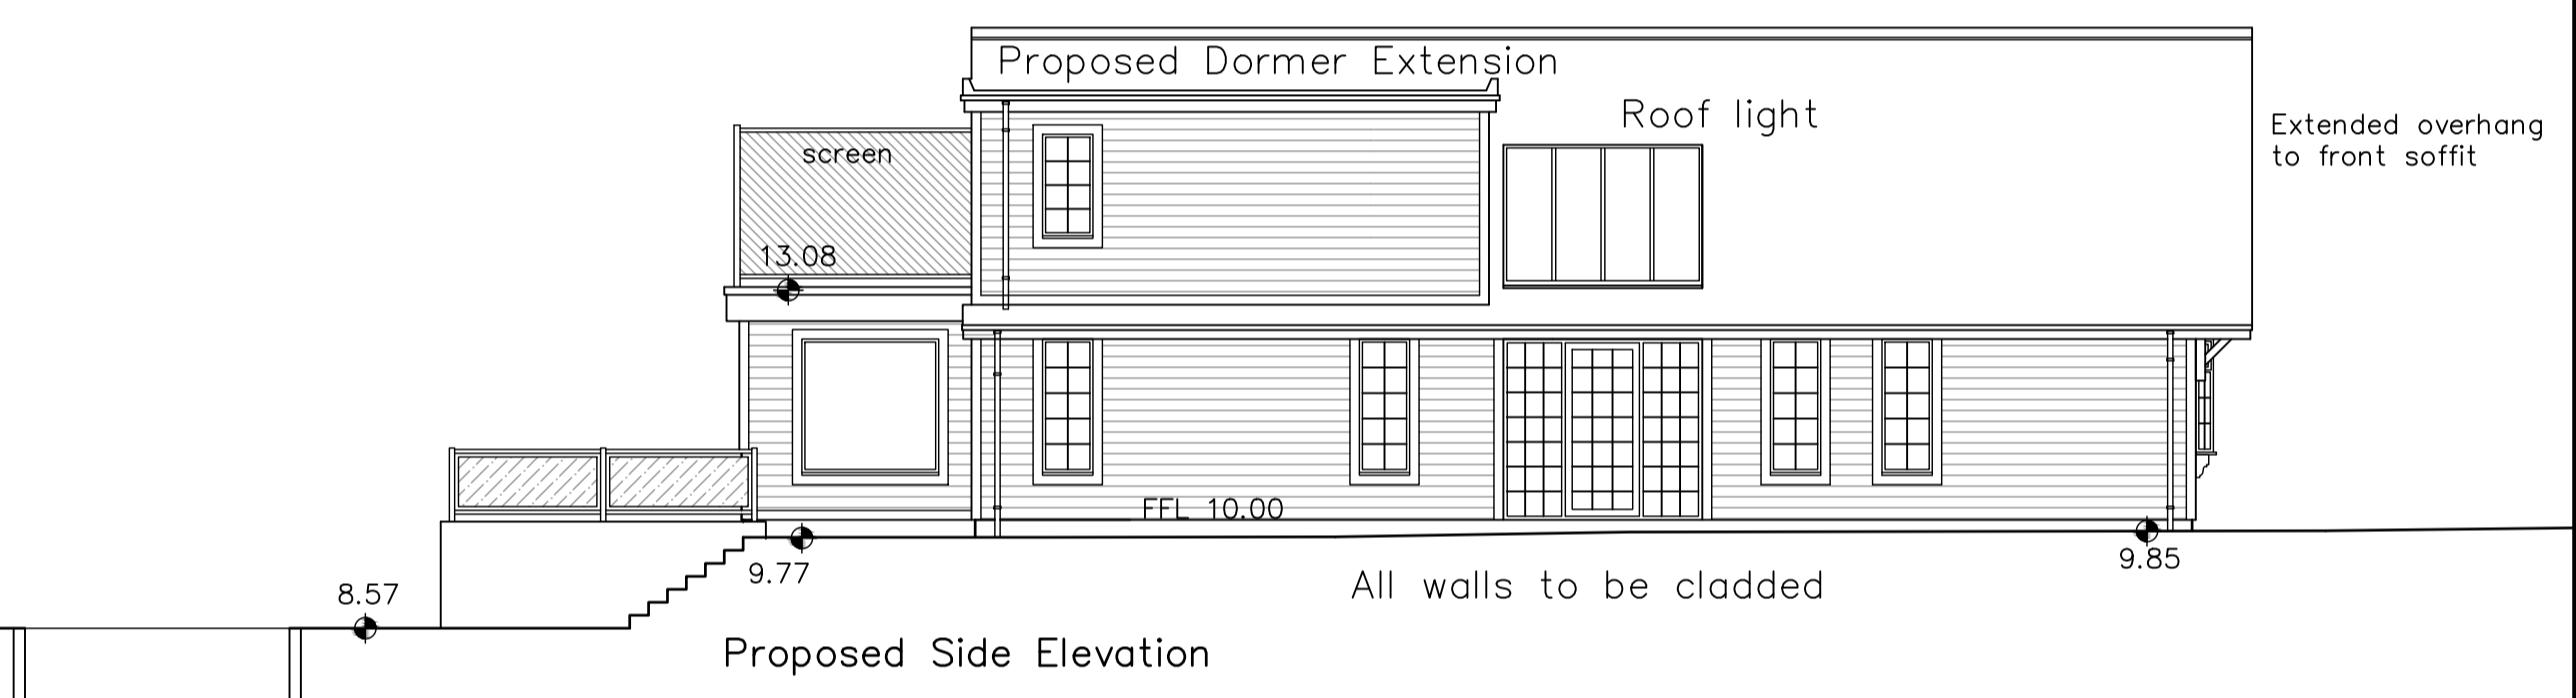 Proposed Dormer Extension
Roof light
Extended overhang
to front soffit
screen
13.08
FFL 10.00
9.77
9.85
8.57
All walls to be cladded
Proposed Side Elevation